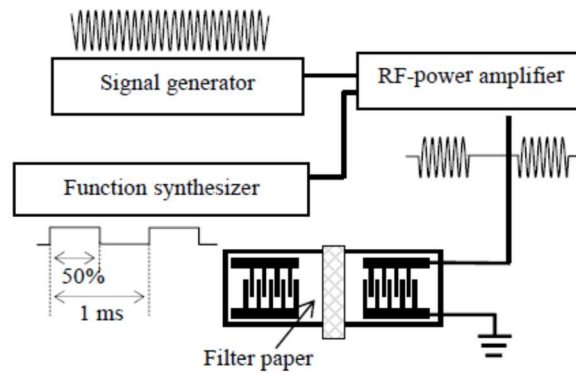 Signal generator
RF-power amplifier
Function synthesizer
50%
1 ms
Filter paper